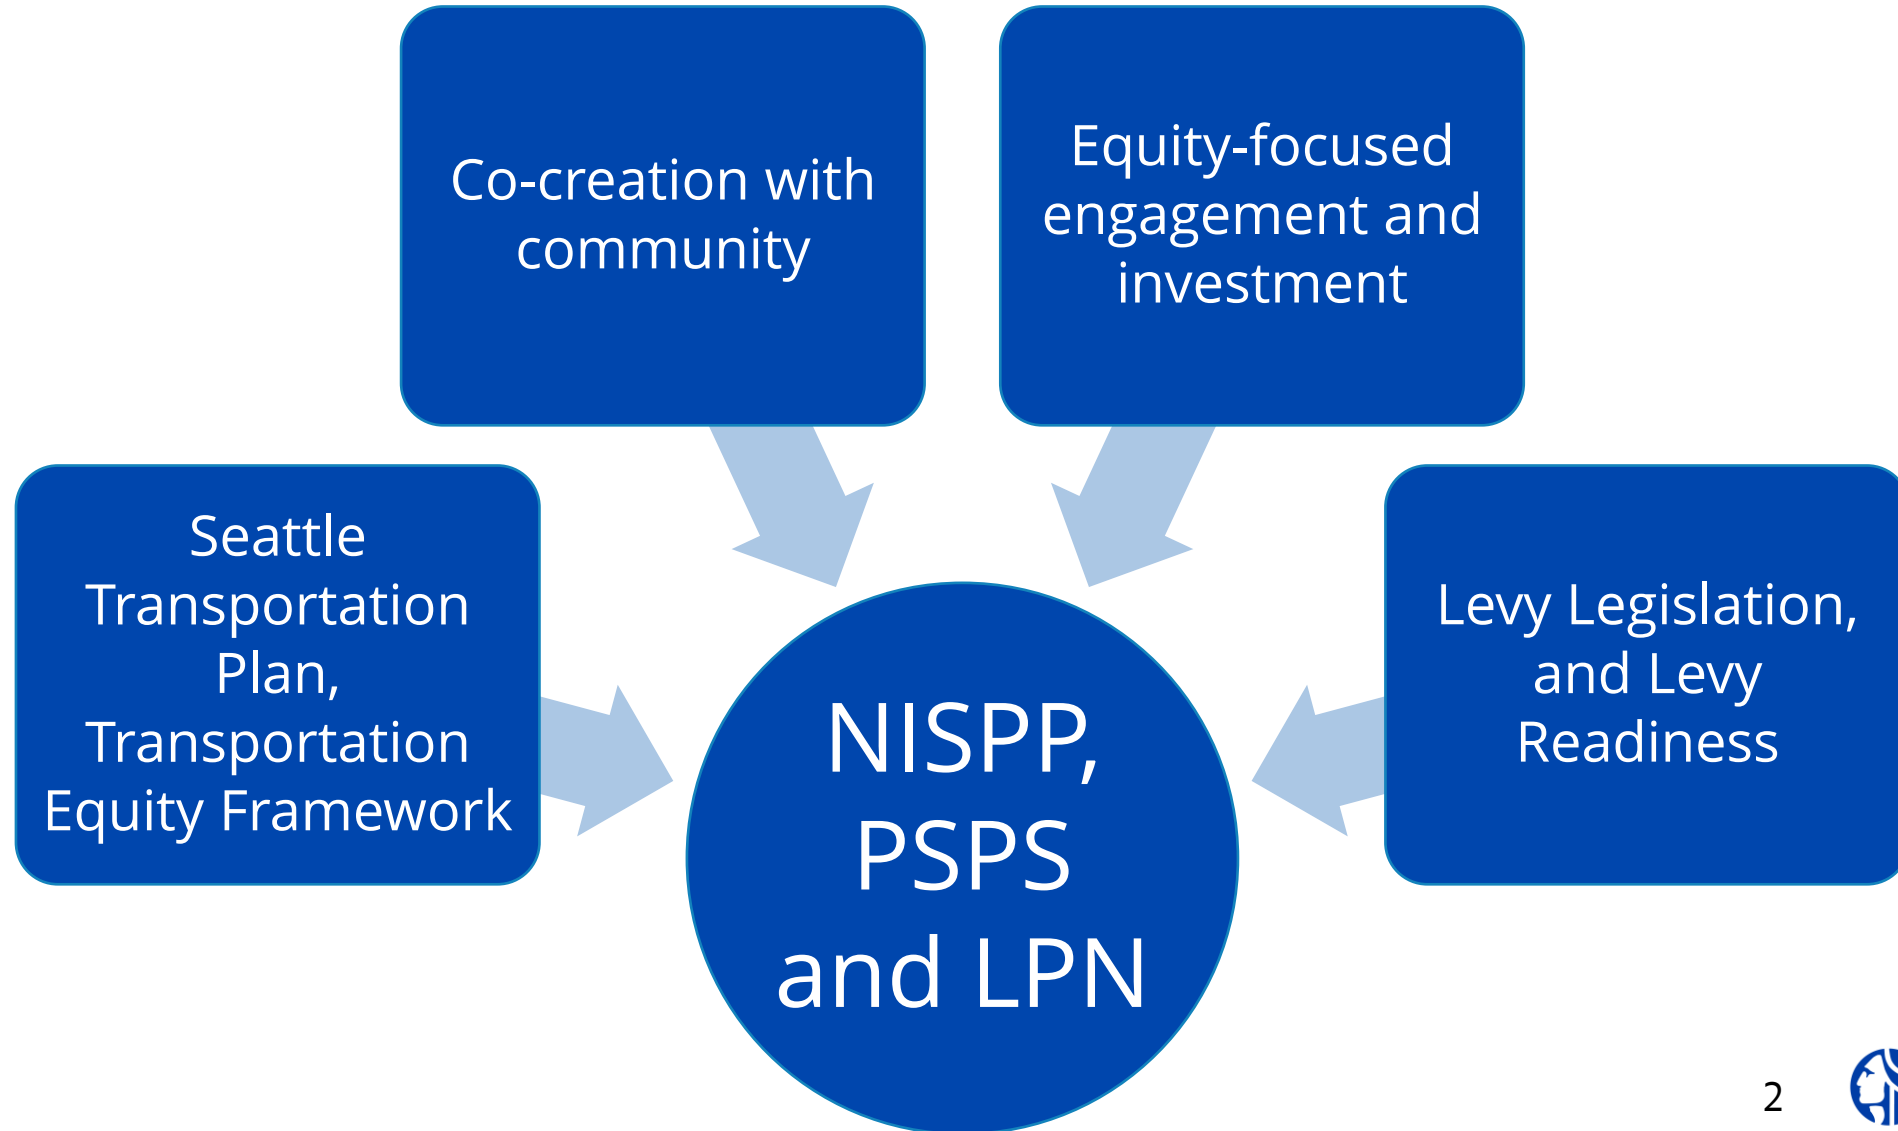 Co-creation with
community
Equity-focused
engagement and
investment
Seattle
Transportation
Plan,
Transportation
Equity Framework
Levy Legislation,
and Levy
Readiness
NISPP,
PSPS
and LPN
2